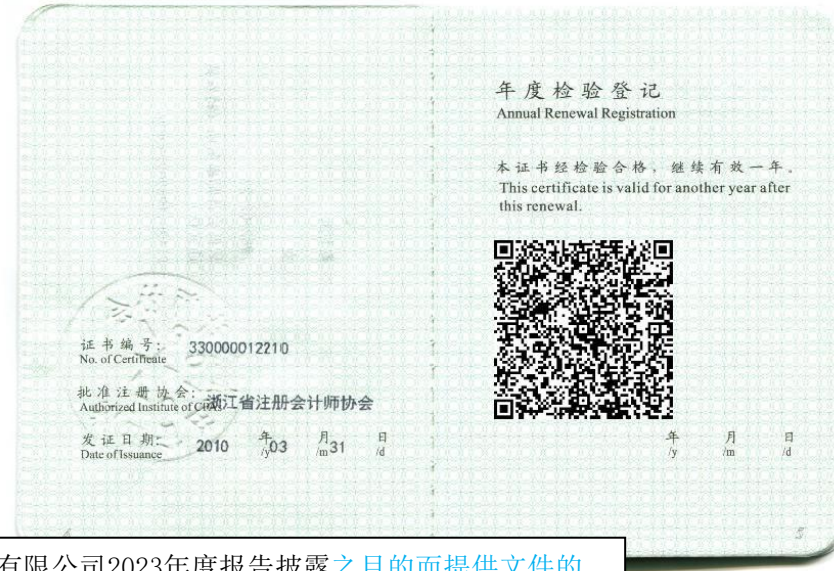 年度检验登记
Annual Renewal Registration
本证书经检验合格，继续有效一年。
This certificate is valid for another year after
this renewal.
证书编号：
No. of Certificate
330000012210
批准注册协会：
Authorized Institute of CPAs
浙江省注册会计师协会
发证日期：
Date of Issuance
2010 年 03 月 31 日
/y /m /d
年 月 日
/y /m /d
5
有限公司2023年度报告披露之目的而提供文件的